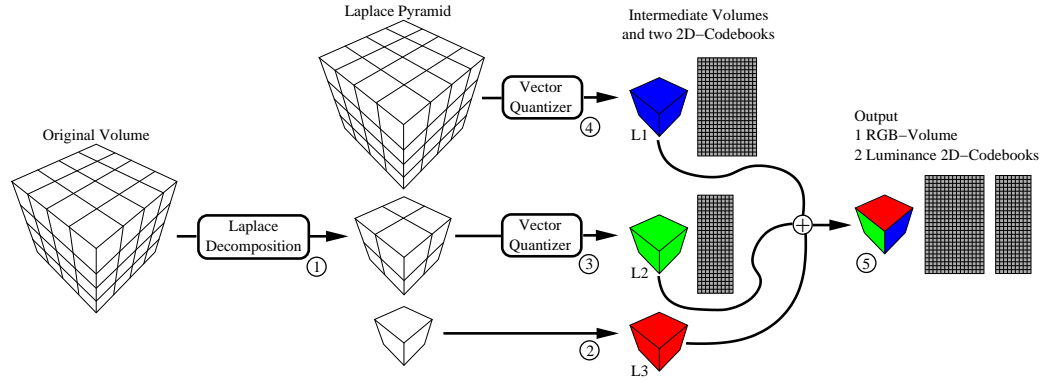 Laplace Pyramid
Intermediate Volumes
and two 2D−Codebooks
Vector
Quantizer
4
L1
Original Volume
Output
1 RGB−Volume
2 Luminance 2D−Codebooks
Laplace
Decomposition
1
Vector
Quantizer
3
L2
+
5
2
L3